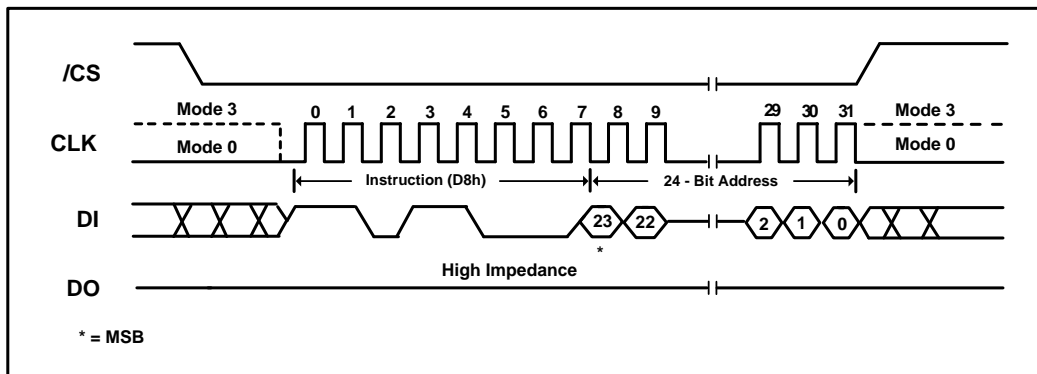 /CS
Mode 3
0 1 2 3 4 5 6 7 8 9 29 30 31
Mode 3
CLK
Mode 0
Mode 0
Instruction (D8h)
24 - Bit Address
DI
23 22 2 1 0
*
High Impedance
DO
* = MSB